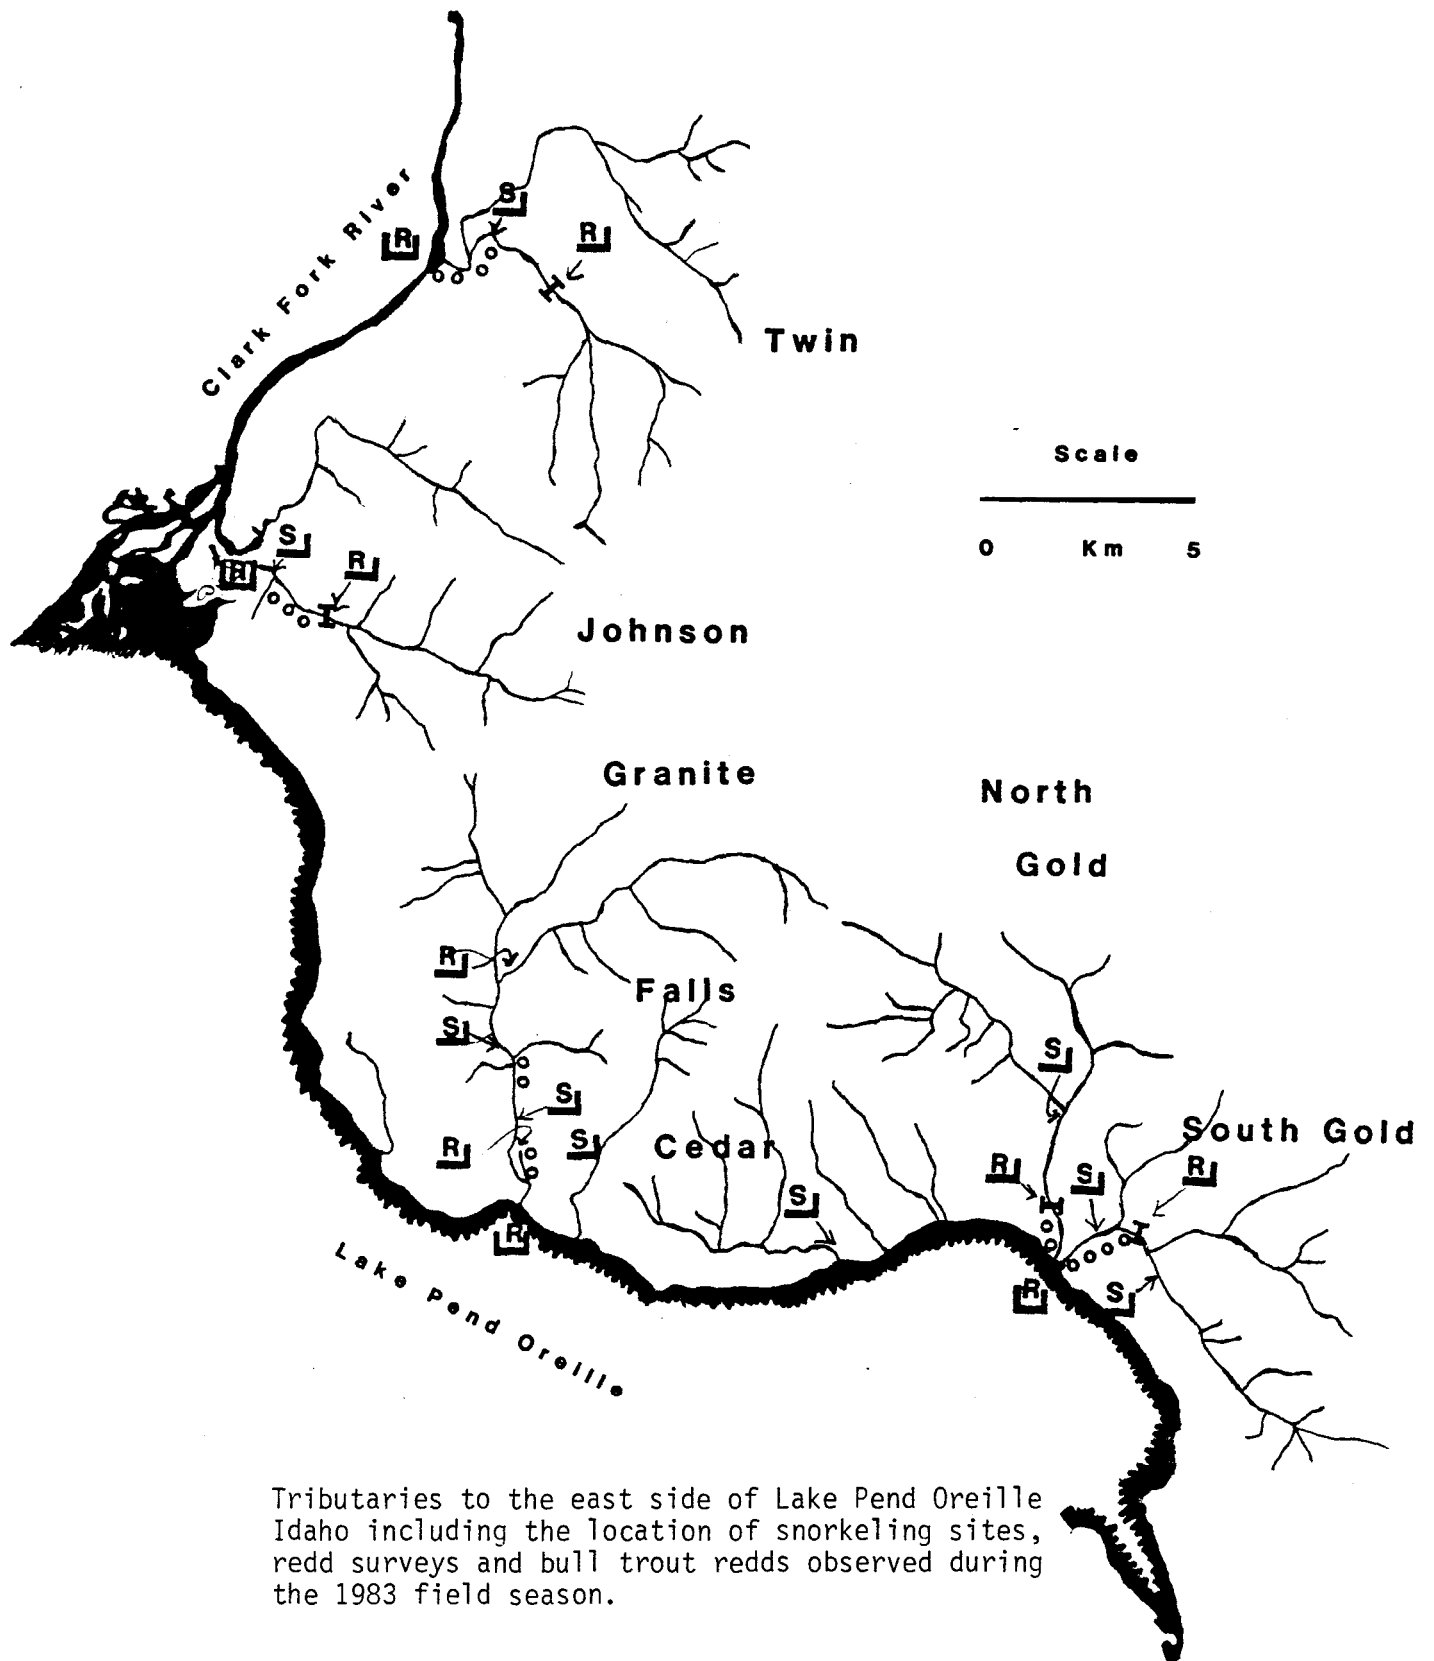 S
R
R
Clark Fork River
Twin
Scale
0 Km 5
S
R
R
Johnson
Granite
North
Gold
R
Falls
S
S
S
R
Cedar
S
South Gold
S
R
S
R
S
R
R
R
S
Lake Pend Oreille
Tributaries to the east side of Lake Pend Oreille
Idaho including the location of snorkeling sites,
redd surveys and bull trout redds observed during
the 1983 field season.